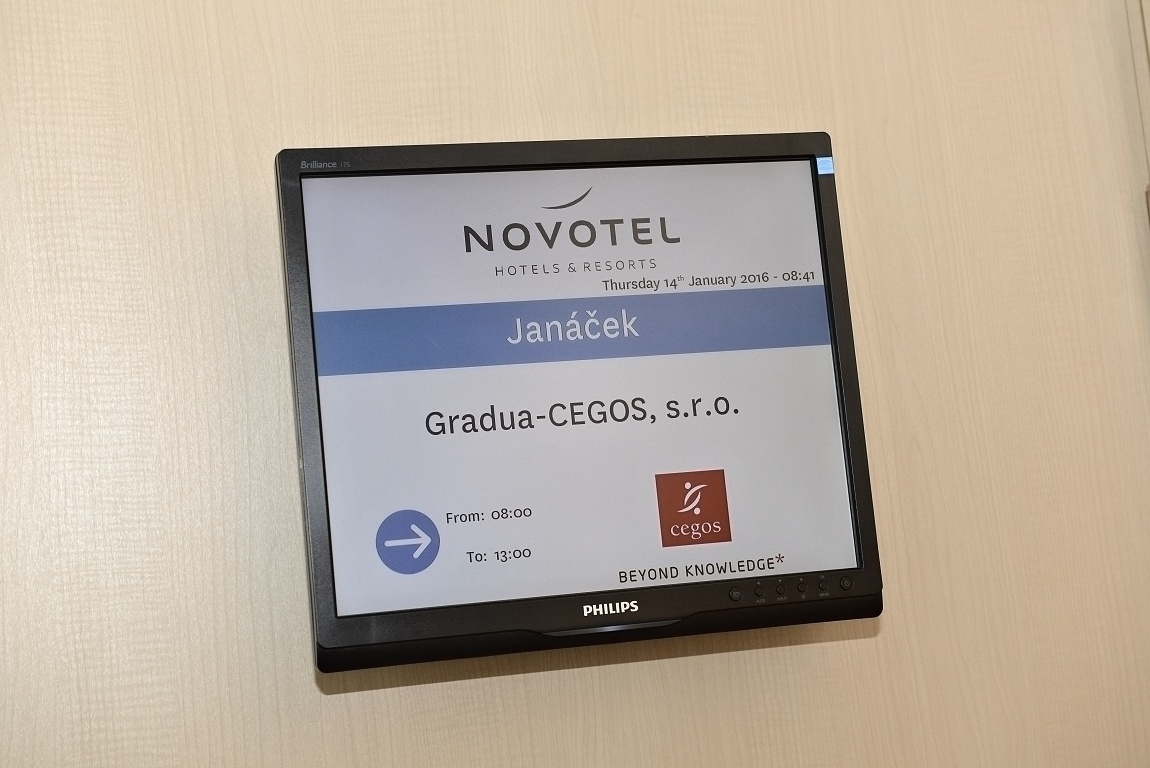 Brilliance 17S
NOVOTEL
HOTELS & RESORTS
Thursday 14th January 2016 - 08:41
Janáček
Gradua-CEGOS, s.r.o.
From: 08:00
To: 13:00
cegos
BEYOND KNOWLEDGE*
PHILIPS